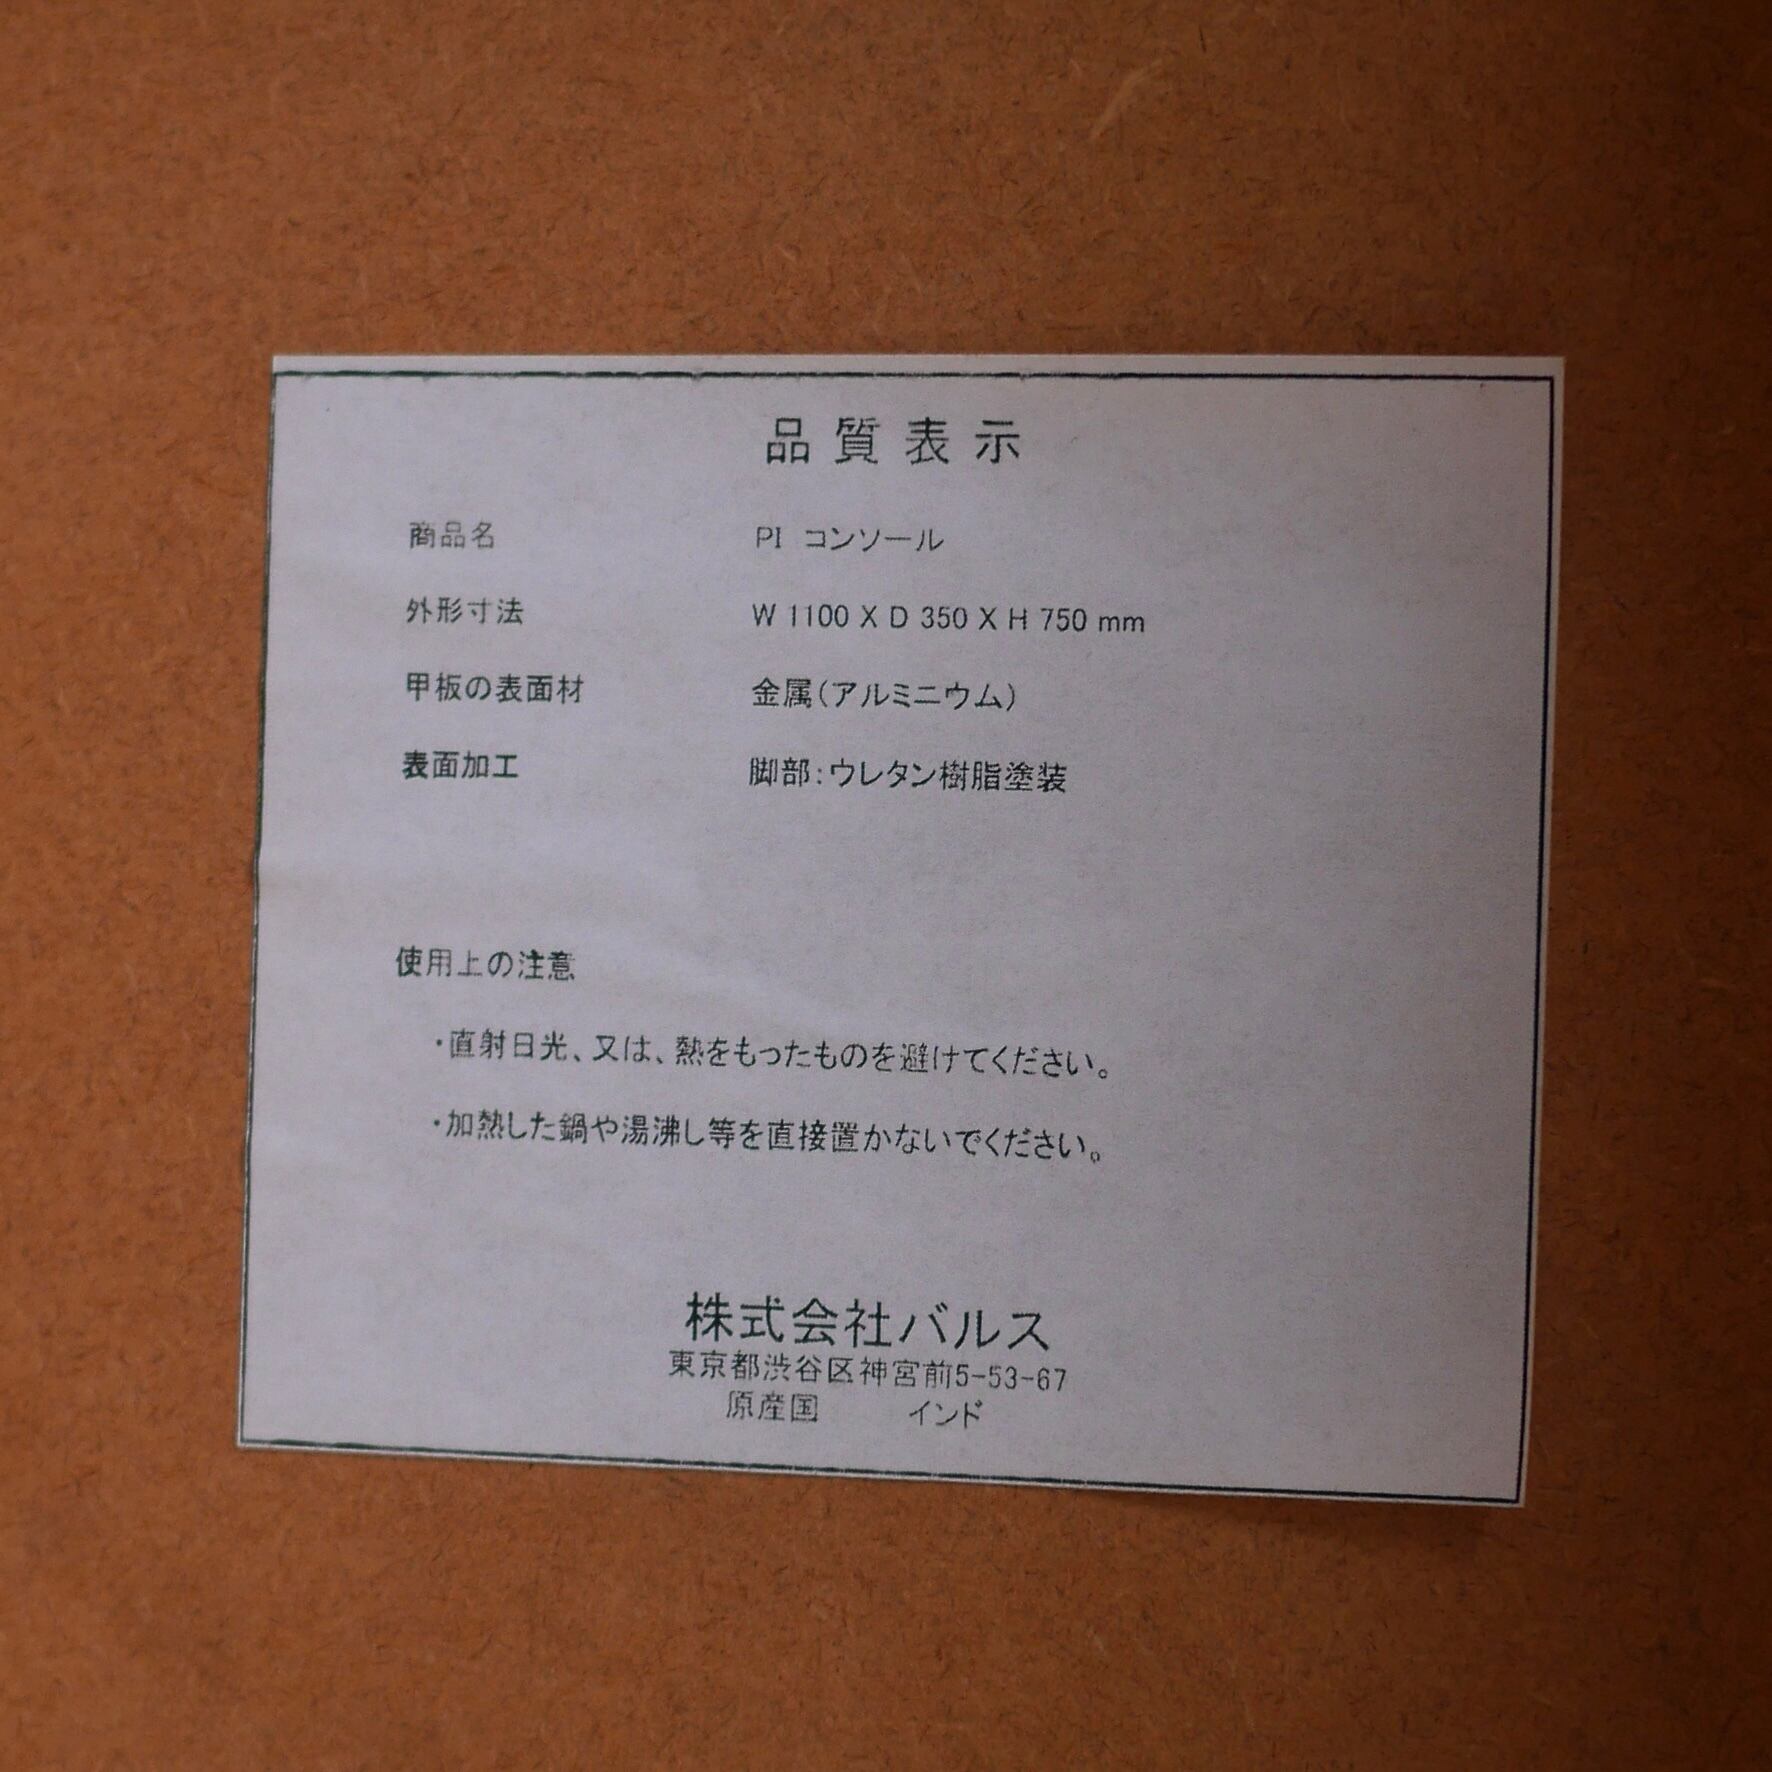 品質表示
商品名 PI コンソール
外形寸法 W 1100 X D 350 X H 750 mm
甲板の表面材 金属(アルミニウム)
表面加工 脚部:ウレタン樹脂塗装
使用上の注意
・直射日光、又は、熱をもったものを避けてください。
・加熱した鍋や湯沸し等を直接置かないでください。
株式会社バルス
東京都渋谷区神宮前5-53-67
原産国 インド